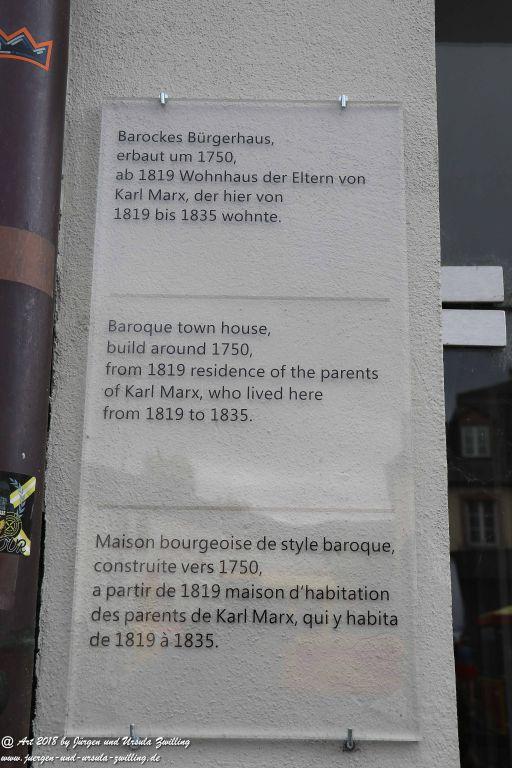 Barockes Bürgerhaus,
erbaut um 1750,
ab 1819 Wohnhaus der Eltern von
Karl Marx, der hier von
1819 bis 1835 wohnte.
Baroque town house,
build around 1750,
from 1819 residence of the parents
of Karl Marx, who lived here
from 1819 to 1835.
Maison bourgeoise de style baroque,
construite vers 1750,
a partir de 1819 maison d'habitation
des parents de Karl Marx, qui y habita
de 1819 à 1835.
@ Art 2018 by Jürgen und Ursula Zwilling
www.juergen-und-ursula-zwilling.de